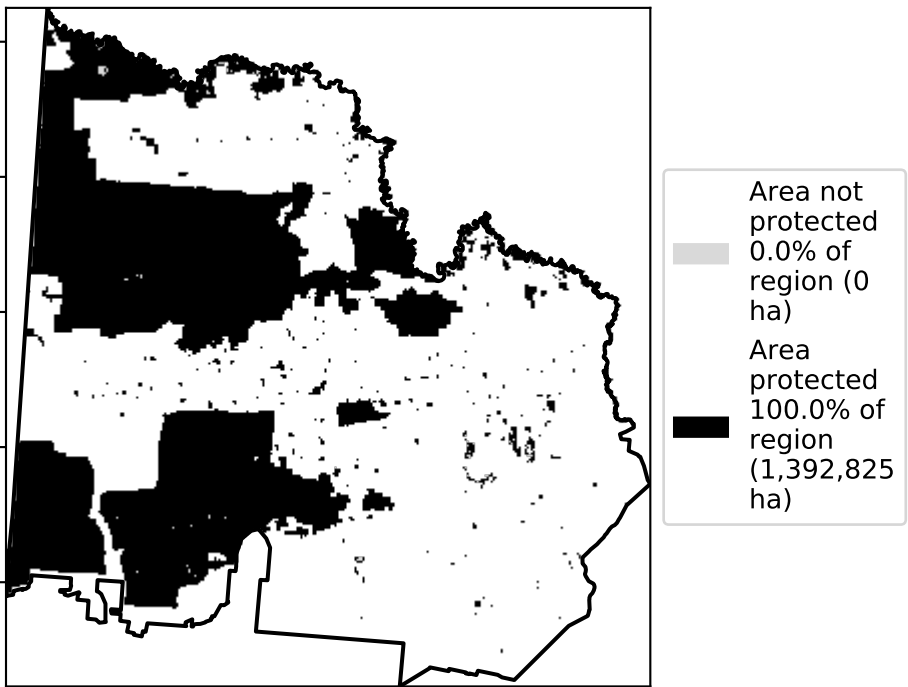 Area not
protected
0.0% of
region (0
ha)
Area
protected
100.0% of
region
(1,392,825
ha)